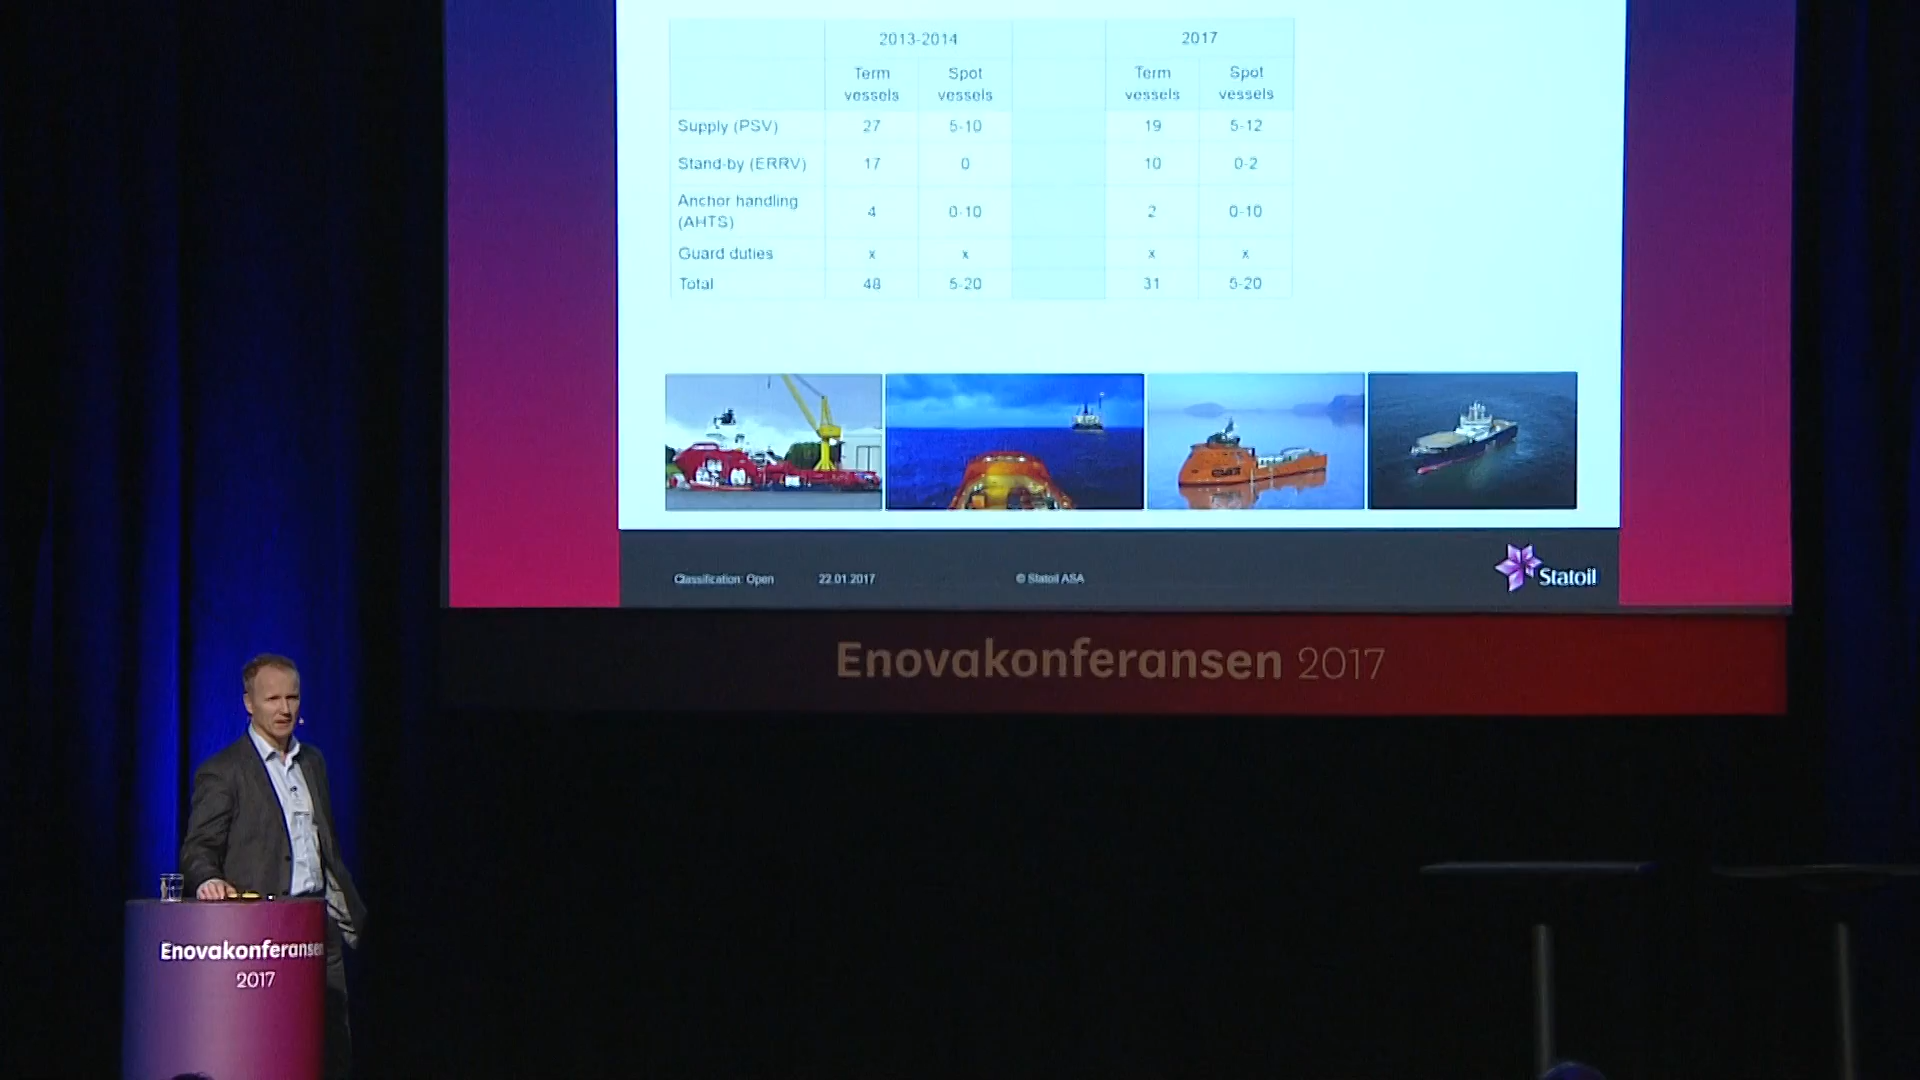 2013-2014 2017
Term vessels Spot vessels Term vessels Spot vessels
Supply (PSV) 27 5-10 19 5-12
Stand-by (ERRV) 17 0 10 0-2
Anchor handling (AHTS) 4 0-10 2 0-10
Guard duties x x x x
Total 48 5-20 31 5-20
Classification: Open 22.01.2017 © Statoil ASA
Statoil
Enovakonferansen 2017
Enovakonferansen
2017